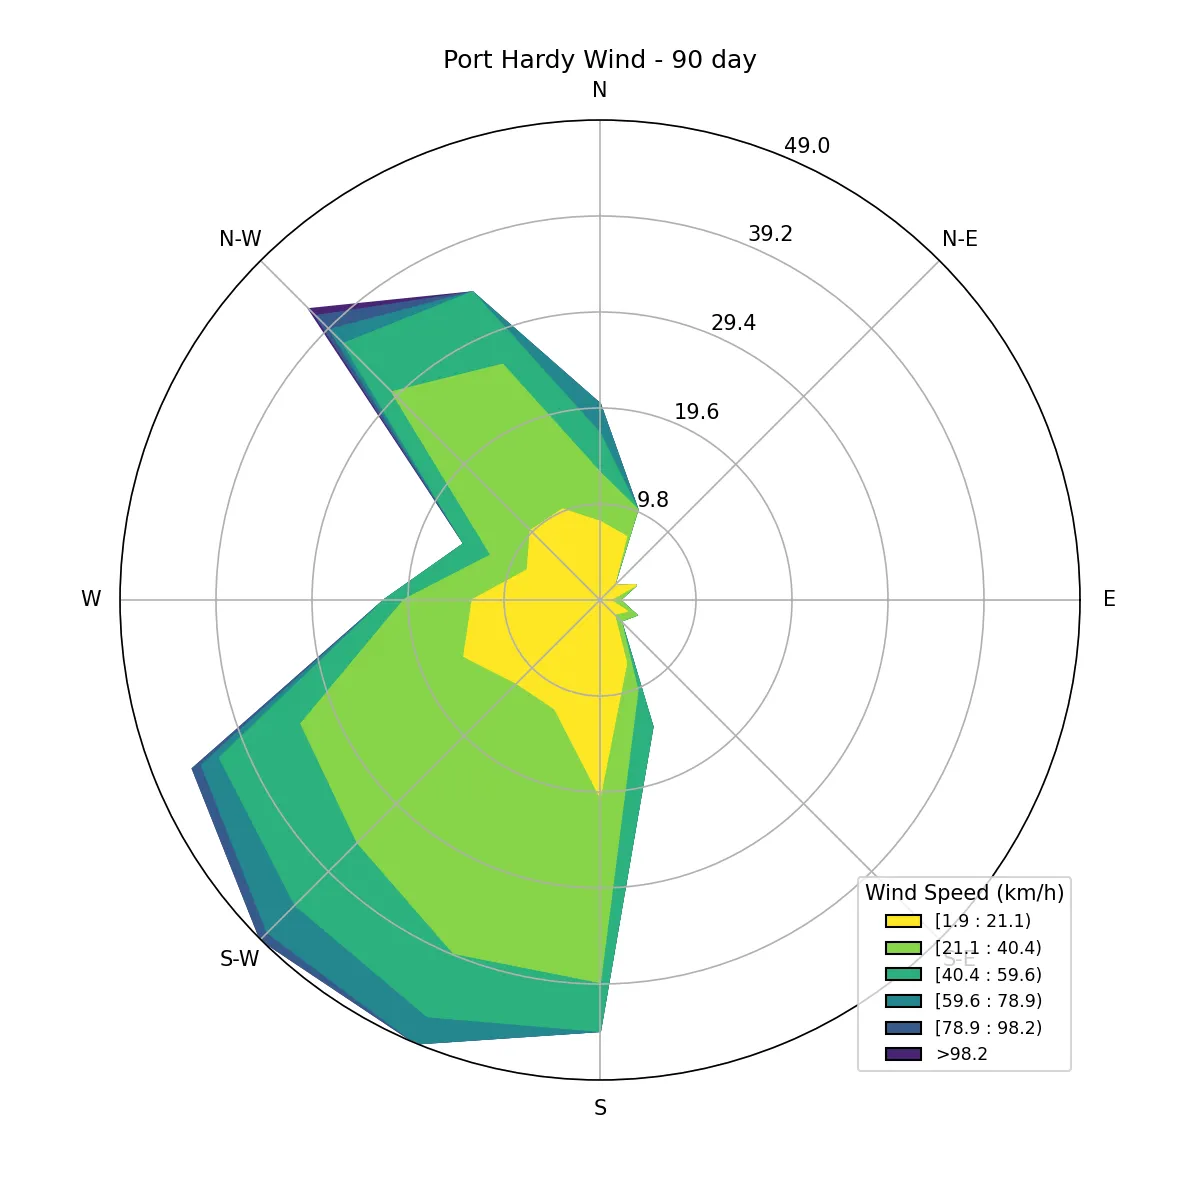 Port Hardy Wind - 90 day
N
49.0
N-W
39.2
N-E
29.4
19.6
9.8
W
E
S-W
S-E
S
Wind Speed (km/h)
[1.9 : 21.1)
[21.1 : 40.4)
[40.4 : 59.6)
[59.6 : 78.9)
[78.9 : 98.2)
>98.2